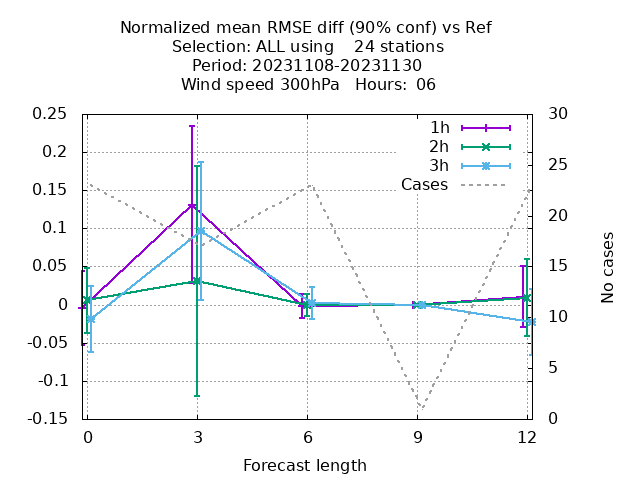 Normalized mean RMSE diff (90% conf) vs Ref
Selection: ALL using    24 stations
Period: 20231108-20231130
Wind speed 300hPa   Hours:  06
0.25
0.2
0.15
0.1
0.05
0
-0.05
-0.1
-0.15
30
25
20
15
10
5
0
1h
2h
3h
Cases
No cases
0
3
6
9
12
Forecast length